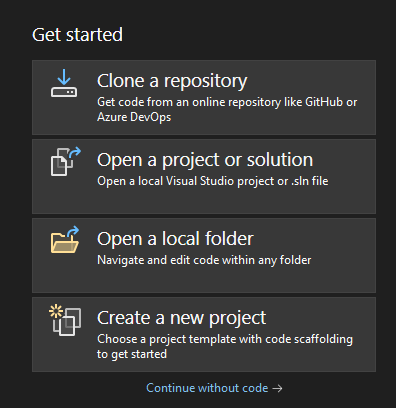 Get started
Clone a repository
Get code from an online repository like GitHub or
Azure DevOps
Open a project or solution
Open a local Visual Studio project or .sln file
Open a local folder
Navigate and edit code within any folder
Create a new project
Choose a project template with code scaffolding
to get started
Continue without code →